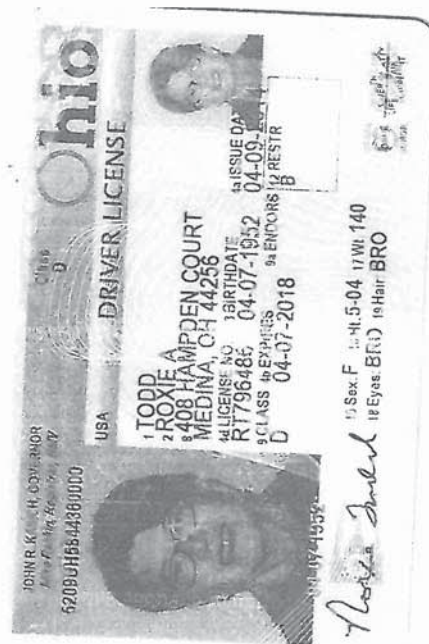 Ohio
Class
D
USA
DRIVER LICENSE
1 TODD
2 ROXIE A
8 408 HAMPDEN COURT
MEDINA, OH 44256
4d LICENSE NO. 3 BIRTHDATE 4a ISSUE DATE
RT796486 04-07-1952 04-09-
9 CLASS 4b EXPIRES 9a ENDORS 12 RESTR
D 04-07-2018 B
15 Sex: F 16 Ht. 5-04 17 Wt. 140
18 Eyes: BRO 19 Hair: BRO